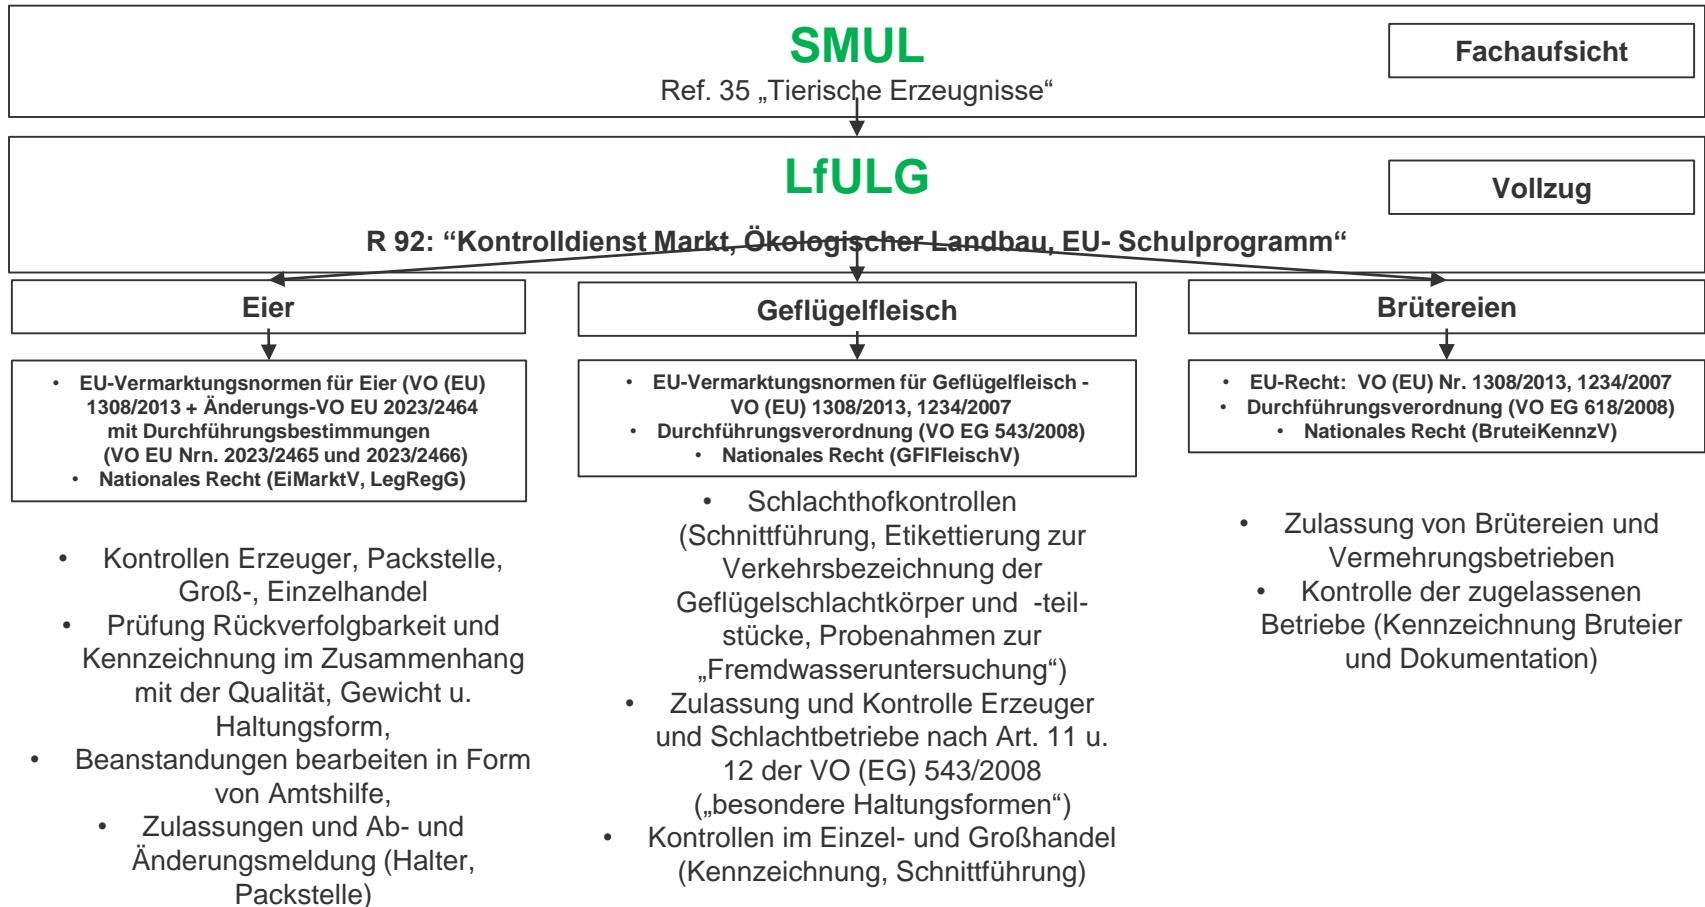 SMUL
Fachaufsicht
Ref. 35 „Tierische Erzeugnisse“
LfULG
Vollzug
R 92: “Kontrolldienst Markt, Ökologischer Landbau, EU- Schulprogramm“
Eier
• EU-Vermarktungsnormen für Eier (VO (EU)
1308/2013 + Änderungs-VO EU 2023/2464
mit Durchführungsbestimmungen
(VO EU Nrn. 2023/2465 und 2023/2466)
• Nationales Recht (EiMarktV, LegRegG)
• Kontrollen Erzeuger, Packstelle,
Groß-, Einzelhandel
• Prüfung Rückverfolgbarkeit und
Kennzeichnung im Zusammenhang
mit der Qualität, Gewicht u.
Haltungsform,
• Beanstandungen bearbeiten in Form
von Amtshilfe,
• Zulassungen und Ab- und
Änderungsmeldung (Halter,
Packstelle)
Geflügelfleisch
• EU-Vermarktungsnormen für Geflügelfleisch -
VO (EU) 1308/2013, 1234/2007
• Durchführungsverordnung (VO EG 543/2008)
• Nationales Recht (GFlFleischV)
• Schlachthofkontrollen
(Schnittführung, Etikettierung zur
Verkehrsbezeichnung der
Geflügelschlachtkörper und -teil-
stücke, Probenahmen zur
„Fremdwasseruntersuchung“)
• Zulassung und Kontrolle Erzeuger
und Schlachtbetriebe nach Art. 11 u.
12 der VO (EG) 543/2008
(„besondere Haltungsformen“)
• Kontrollen im Einzel- und Großhandel
(Kennzeichnung, Schnittführung)
Brütereien
• EU-Recht: VO (EU) Nr. 1308/2013, 1234/2007
• Durchführungsverordnung (VO EG 618/2008)
• Nationales Recht (BruteiKennzV)
• Zulassung von Brütereien und
Vermehrungsbetrieben
• Kontrolle der zugelassenen
Betriebe (Kennzeichnung Bruteier
und Dokumentation)